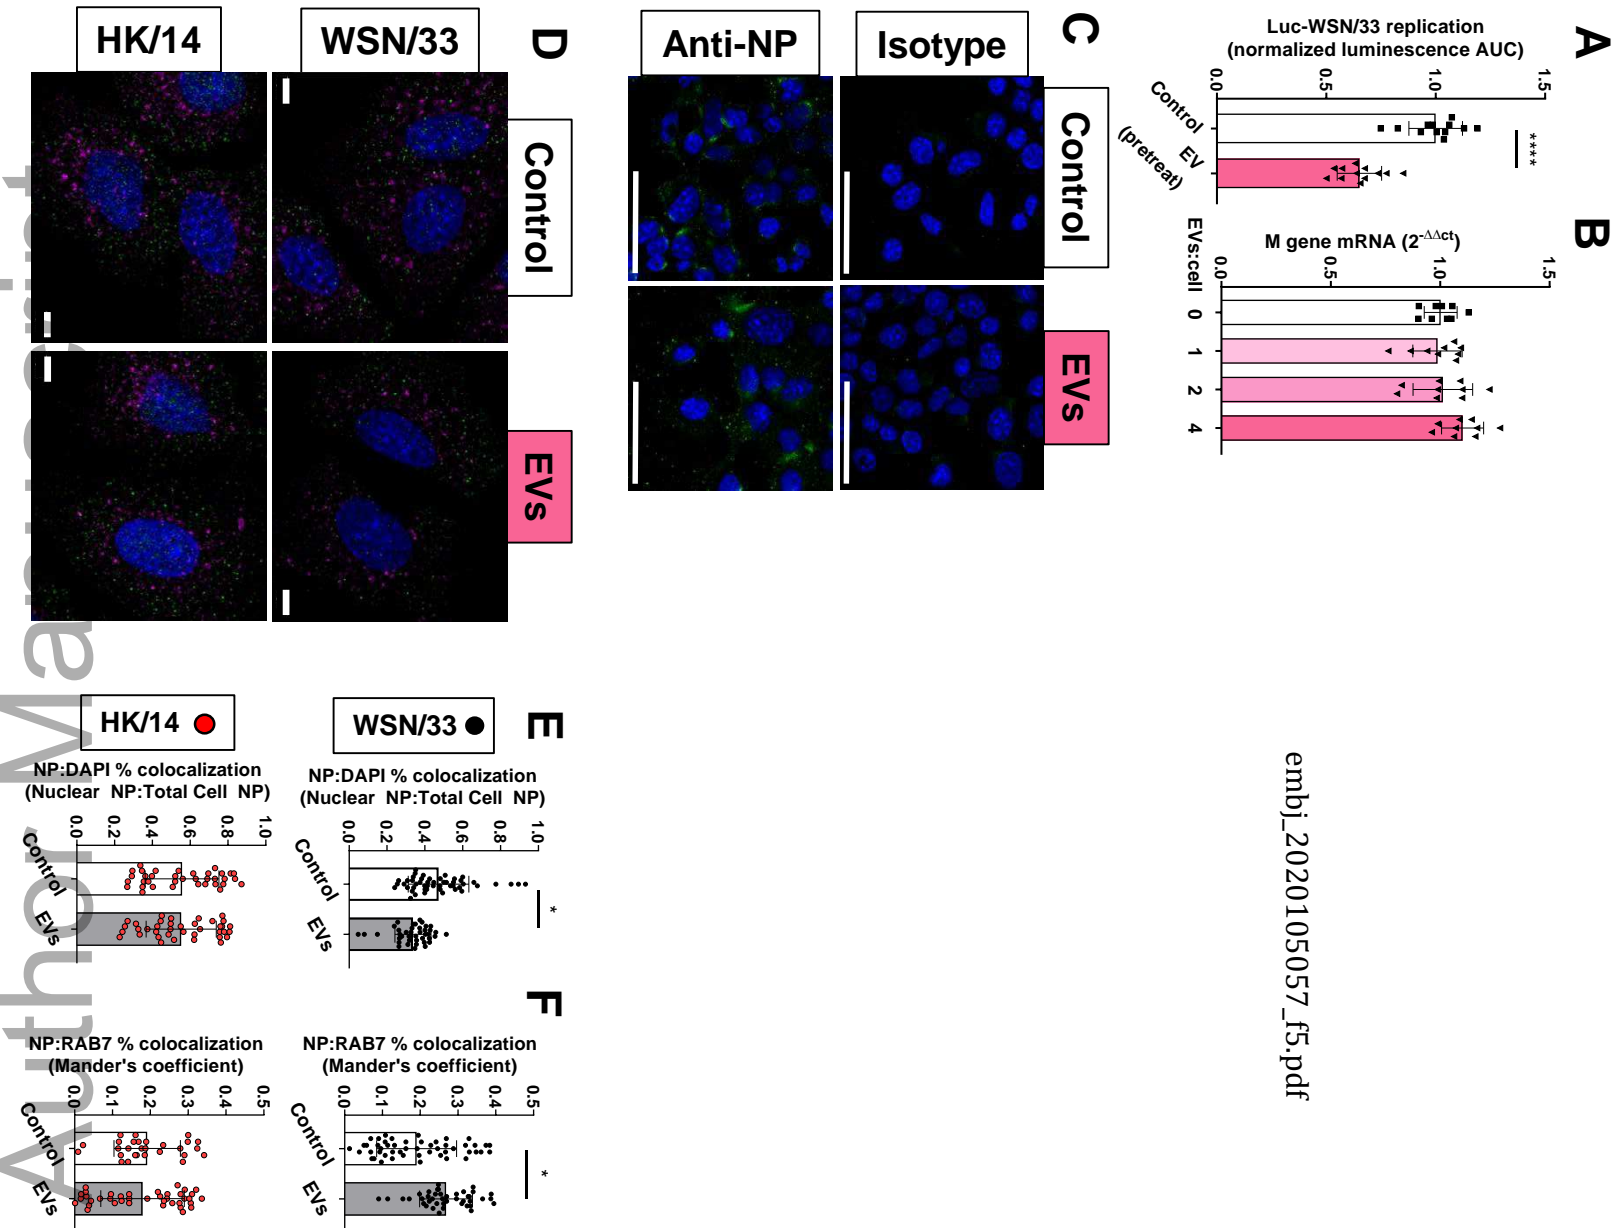 A
Luc-WSN/33 replication
(normalized luminescence AUC)
1.5
1.0
0.5
0.0
****
Control
EV
(pretreat)
B
M gene mRNA (2-ΔΔct)
1.5
1.0
0.5
0.0
EVs:cell
0
1
2
4
C
Control
EVs
Isotype
Anti-NP
D
Control
EVs
WSN/33
HK/14
E
WSN/33
NP:DAPI % colocalization
(Nuclear NP:Total Cell NP)
1.0
0.8
0.6
0.4
0.2
0.0
*
Control
EVs
HK/14
NP:DAPI % colocalization
(Nuclear NP:Total Cell NP)
1.0
0.8
0.6
0.4
0.2
0.0
Control
EVs
F
NP:RAB7 % colocalization
(Mander's coefficient)
0.5
0.4
0.3
0.2
0.1
0.0
*
Control
EVs
NP:RAB7 % colocalization
(Mander's coefficient)
0.5
0.4
0.3
0.2
0.1
0.0
Control
EVs
embj_2020105057_f5.pdf
Author Manuscript